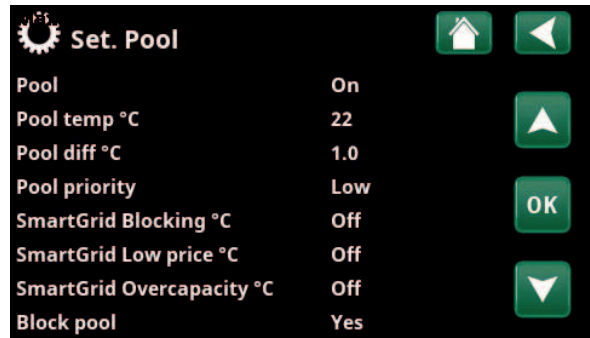 Set. Pool
Pool On
Pool temp °C 22
Pool diff °C 1.0
Pool priority Low
SmartGrid Blocking °C Off
SmartGrid Low price °C Off
SmartGrid Overcapacity °C Off
Block pool Yes
OK